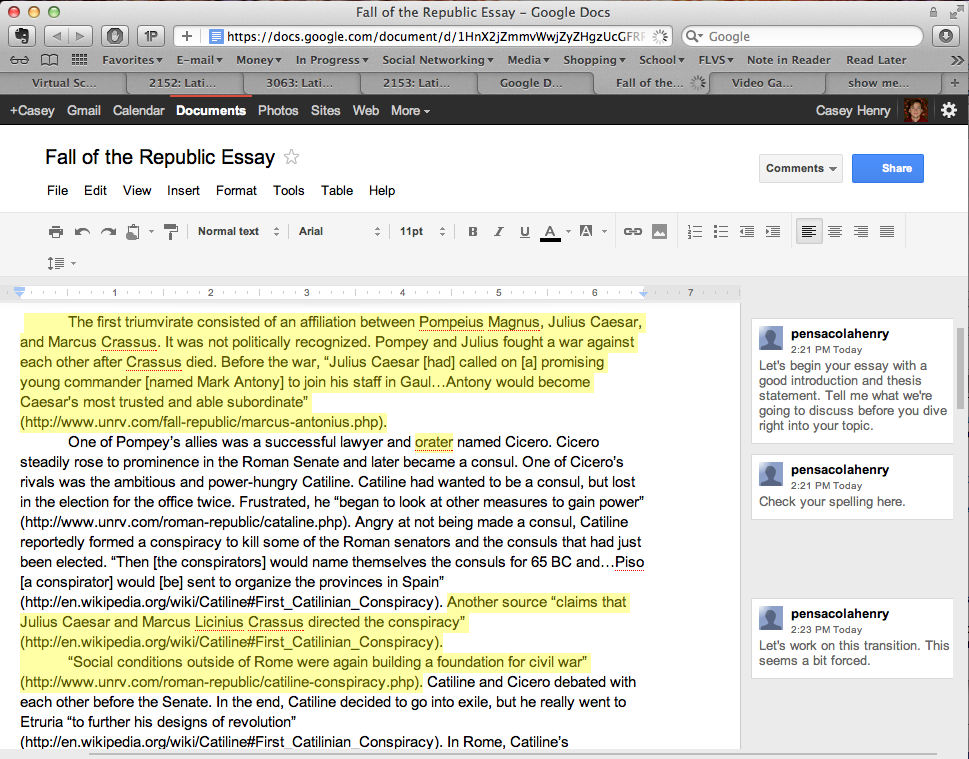 Fall of the Republic Essay – Google Docs
1P
https://docs.google.com/document/d/1HnX2jZmmvWwjZyZHgzUcGFRF
Google
Favorites▾ E-mail▾ Money▾ In Progress▾ Social Networking▾ Media▾ Shopping▾ School▾ FLVS▾ Note in Reader Read Later
Virtual Sc... 2152: Lati... 3063: Lati... 2153: Lati... Google D... Fall of the... Video Ga... show me...
+Casey Gmail Calendar Documents Photos Sites Web More Casey Henry
Fall of the Republic Essay
Comments Share
File Edit View Insert Format Tools Table Help
Normal text Arial 11pt B I U A A
1 2 3 4 5 6 7
The first triumvirate consisted of an affiliation between Pompeius Magnus, Julius Caesar,
and Marcus Crassus. It was not politically recognized. Pompey and Julius fought a war against
each other after Crassus died. Before the war, “Julius Caesar [had] called on [a] promising
young commander [named Mark Antony] to join his staff in Gaul…Antony would become
Caesar's most trusted and able subordinate”
(http://www.unrv.com/fall-republic/marcus-antonius.php).
One of Pompey’s allies was a successful lawyer and orater named Cicero. Cicero
steadily rose to prominence in the Roman Senate and later became a consul. One of Cicero’s
rivals was the ambitious and power-hungry Catiline. Catiline had wanted to be a consul, but lost
in the election for the office twice. Frustrated, he “began to look at other measures to gain power”
(http://www.unrv.com/roman-republic/cataline.php). Angry at not being made a consul, Catiline
reportedly formed a conspiracy to kill some of the Roman senators and the consuls that had just
been elected. “Then [the conspirators] would name themselves the consuls for 65 BC and…Piso
[a conspirator] would [be] sent to organize the provinces in Spain”
(http://en.wikipedia.org/wiki/Catiline#First_Catilinian_Conspiracy). Another source “claims that
Julius Caesar and Marcus Licinius Crassus directed the conspiracy”
(http://en.wikipedia.org/wiki/Catiline#First_Catilinian_Conspiracy).
“Social conditions outside of Rome were again building a foundation for civil war”
(http://www.unrv.com/roman-republic/catiline-conspiracy.php). Catiline and Cicero debated with
each other before the Senate. In the end, Catiline decided to go into exile, but he really went to
Etruria “to further his designs of revolution”
(http://en.wikipedia.org/wiki/Catiline#First_Catilinian_Conspiracy). In Rome, Catiline’s
pensacolahenry
2:21 PM Today
Let's begin your essay with a
good introduction and thesis
statement. Tell me what we're
going to discuss before you dive
right into your topic.
pensacolahenry
2:21 PM Today
Check your spelling here.
pensacolahenry
2:23 PM Today
Let's work on this transition. This
seems a bit forced.